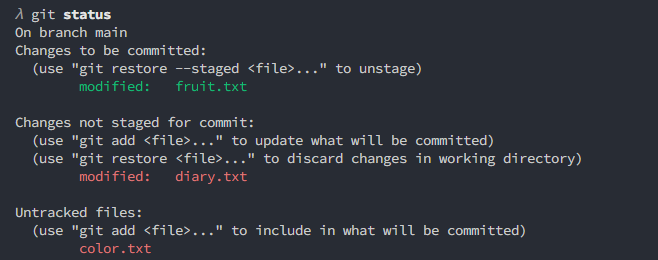 λ git status
On branch main
Changes to be committed:
  (use "git restore --staged <file>..." to unstage)
        modified:   fruit.txt

Changes not staged for commit:
  (use "git add <file>..." to update what will be committed)
  (use "git restore <file>..." to discard changes in working directory)
        modified:   diary.txt

Untracked files:
  (use "git add <file>..." to include in what will be committed)
        color.txt